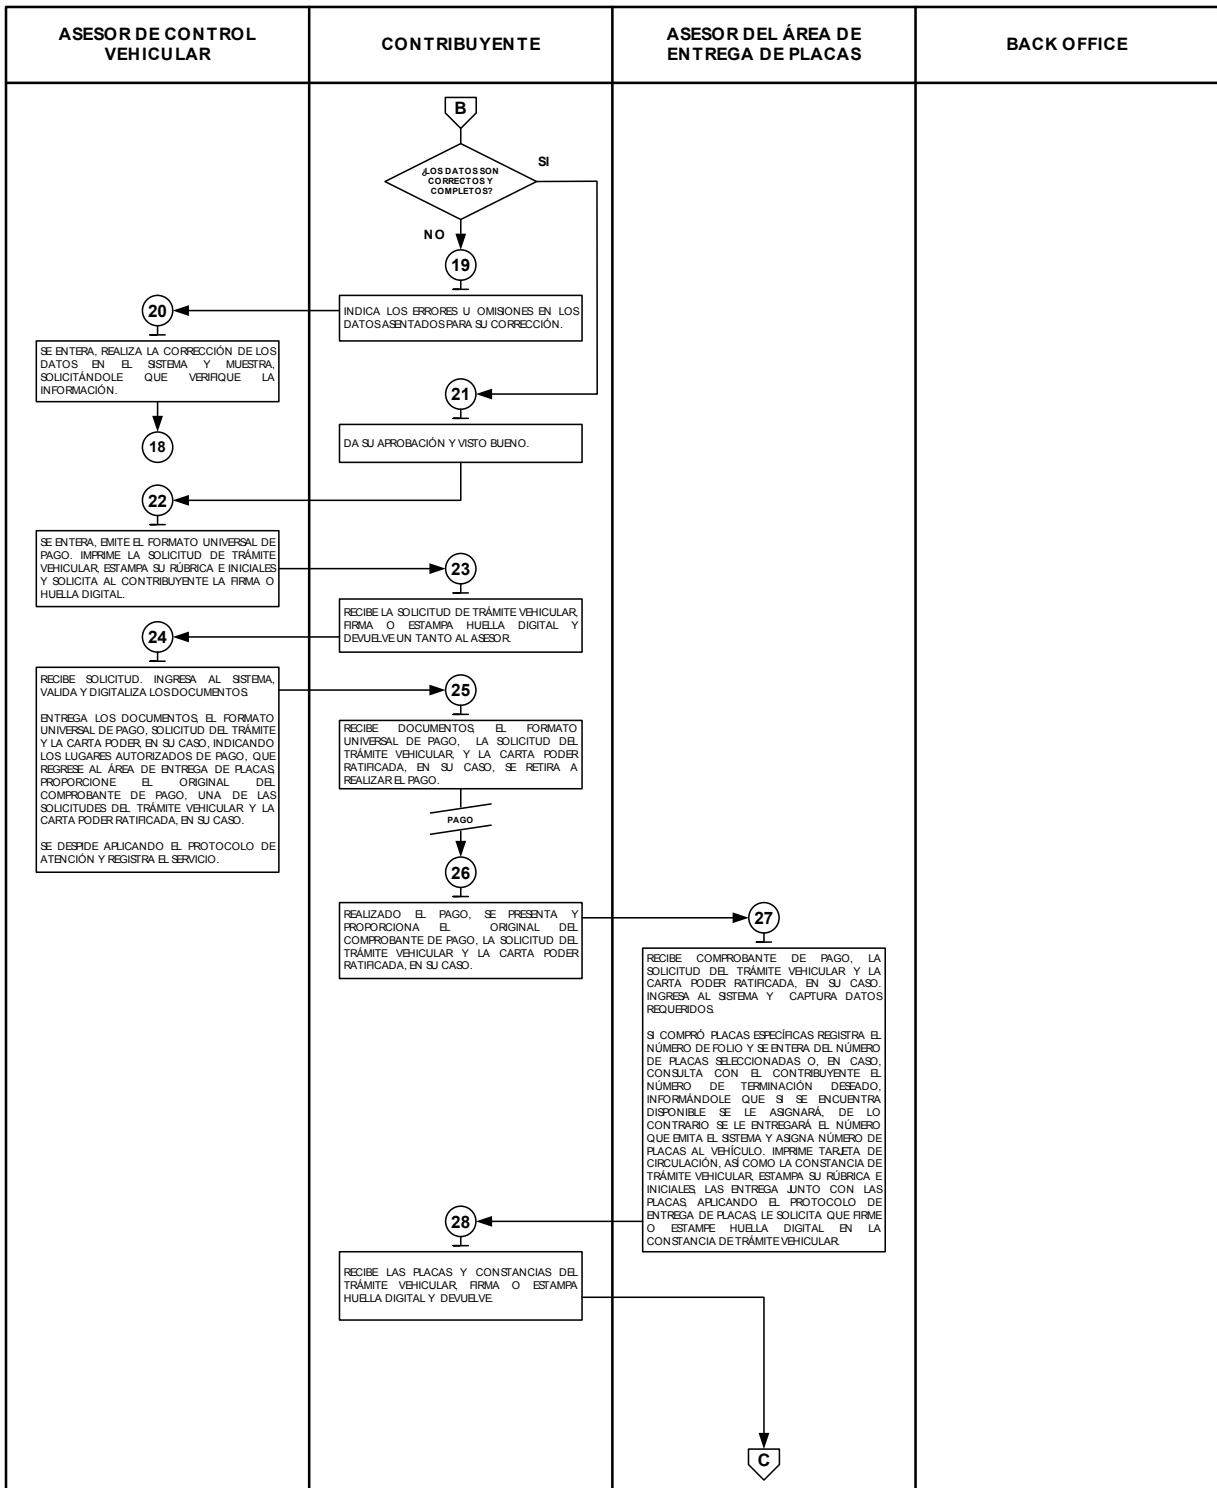 ASESOR DE CONTROL
VEHICULAR
CONTRIBUYENTE
ASESOR DEL ÁREA DE
ENTREGA DE PLACAS
BACK OFFICE
B
¿LOS DATOS SON
CORRECTOS Y
COMPLETOS?
SI
NO
19
INDICA LOS ERRORES U OMISIONES EN LOS
DATOS ASENTADOS PARA SU CORRECCIÓN.
20
SE ENTERA, REALIZA LA CORRECCIÓN DE LOS
DATOS EN EL SISTEMA Y MUESTRA,
SOLICITÁNDOLE QUE VERIFIQUE LA
INFORMACIÓN.
18
21
DA SU APROBACIÓN Y VISTO BUENO.
22
SE ENTERA, EMITE EL FORMATO UNIVERSAL DE
PAGO. IMPRIME LA SOLICITUD DE TRÁMITE
VEHICULAR, ESTAMPA SU RÚBRICA E INICIALES
Y SOLICITA AL CONTRIBUYENTE LA FIRMA O
HUELLA DIGITAL.
23
RECIBE LA SOLICITUD DE TRÁMITE VEHICULAR,
FIRMA O ESTAMPA HUELLA DIGITAL Y
DEVUELVE UN TANTO AL ASESOR.
24
RECIBE SOLICITUD. INGRESA AL SISTEMA,
VALIDA Y DIGITALIZA LOS DOCUMENTOS.
ENTREGA LOS DOCUMENTOS, EL FORMATO
UNIVERSAL DE PAGO, SOLICITUD DEL TRÁMITE
Y LA CARTA PODER, EN SU CASO, INDICANDO
LOS LUGARES AUTORIZADOS DE PAGO, QUE
REGRESE AL ÁREA DE ENTREGA DE PLACAS,
PROPORCIONE EL ORIGINAL DEL
COMPROBANTE DE PAGO, UNA DE LAS
SOLICITUDES DEL TRÁMITE VEHICULAR Y LA
CARTA PODER RATIFICADA, EN SU CASO.
SE DESPIDE APLICANDO EL PROTOCOLO DE
ATENCIÓN Y REGISTRA EL SERVICIO.
25
RECIBE DOCUMENTOS, EL FORMATO
UNIVERSAL DE PAGO, LA SOLICITUD DEL
TRÁMITE VEHICULAR, Y LA CARTA PODER
RATIFICADA, EN SU CASO, SE RETIRA A
REALIZAR EL PAGO.
PAGO
26
REALIZADO EL PAGO, SE PRESENTA Y
PROPORCIONA EL ORIGINAL DEL
COMPROBANTE DE PAGO, LA SOLICITUD DEL
TRÁMITE VEHICULAR Y LA CARTA PODER
RATIFICADA, EN SU CASO.
27
RECIBE COMPROBANTE DE PAGO, LA
SOLICITUD DEL TRÁMITE VEHICULAR Y LA
CARTA PODER RATIFICADA, EN SU CASO.
INGRESA AL SISTEMA Y CAPTURA DATOS
REQUERIDOS.
SI COMPRÓ PLACAS ESPECÍFICAS REGISTRA EL
NÚMERO DE FOLIO Y SE ENTERA DEL NÚMERO
DE PLACAS SELECCIONADAS O, EN CASO,
CONSULTA CON EL CONTRIBUYENTE EL
NÚMERO DE TERMINACIÓN DESEADO,
INFORMÁNDOLE QUE SI SE ENCUENTRA
DISPONIBLE SE LE ASIGNARÁ, DE LO
CONTRARIO SE LE ENTREGARÁ EL NÚMERO
QUE EMITA EL SISTEMA Y ASIGNA NÚMERO DE
PLACAS AL VEHÍCULO. IMPRIME TARJETA DE
CIRCULACIÓN, ASÍ COMO LA CONSTANCIA DE
TRÁMITE VEHICULAR, ESTAMPA SU RÚBRICA E
INICIALES, LAS ENTREGA JUNTO CON LAS
PLACAS, APLICANDO EL PROTOCOLO DE
ENTREGA DE PLACAS, LE SOLICITA QUE FIRME
O ESTAMPE HUELLA DIGITAL EN LA
CONSTANCIA DE TRÁMITE VEHICULAR.
28
RECIBE LAS PLACAS Y CONSTANCIAS DEL
TRÁMITE VEHICULAR, FIRMA O ESTAMPA
HUELLA DIGITAL Y DEVUELVE.
C